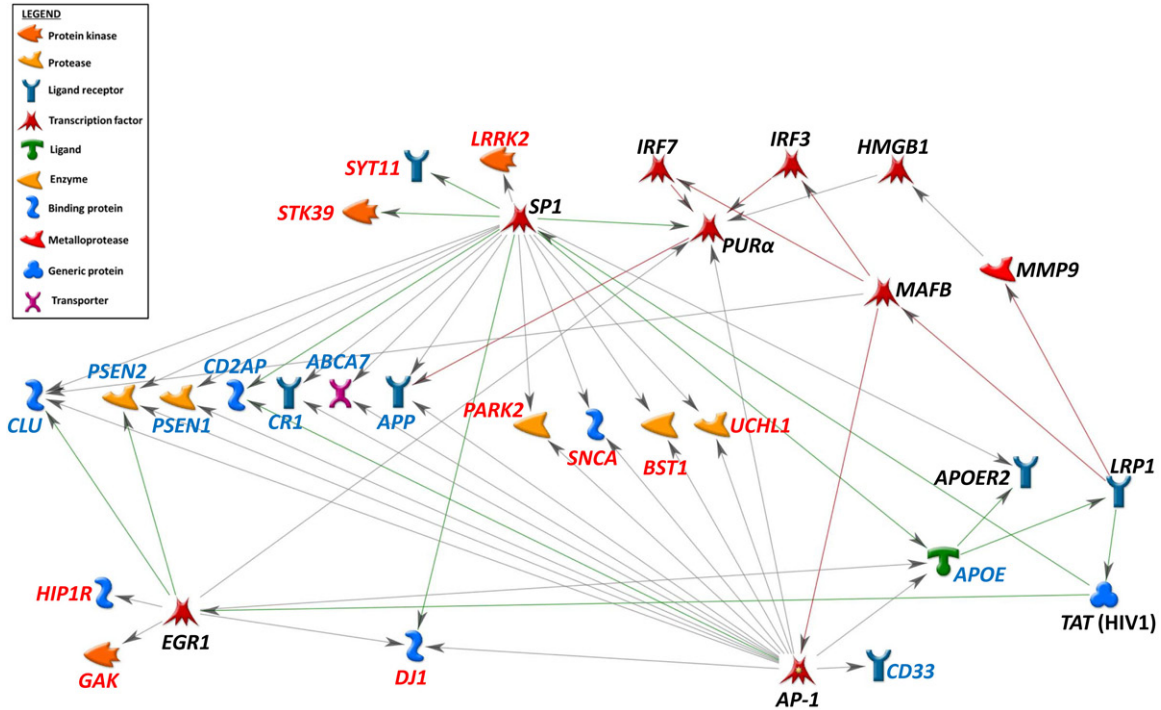 LEGEND
Protein kinase
Protease
Ligand receptor
Transcription factor
Ligand
Enzyme
Binding protein
Metalloprotease
Generic protein
Transporter
LRRK2
SYT11
STK39
SP1
IRF7
IRF3
HMGB1
PURα
MAFB
MMP9
PSEN2
CD2AP
ABCA7
CLU
PSEN1
CR1
APP
PARK2
SNCA
BST1
UCHL1
APOER2
LRP1
APOE
TAT (HIV1)
HIP1R
EGR1
GAK
DJ1
AP-1
CD33